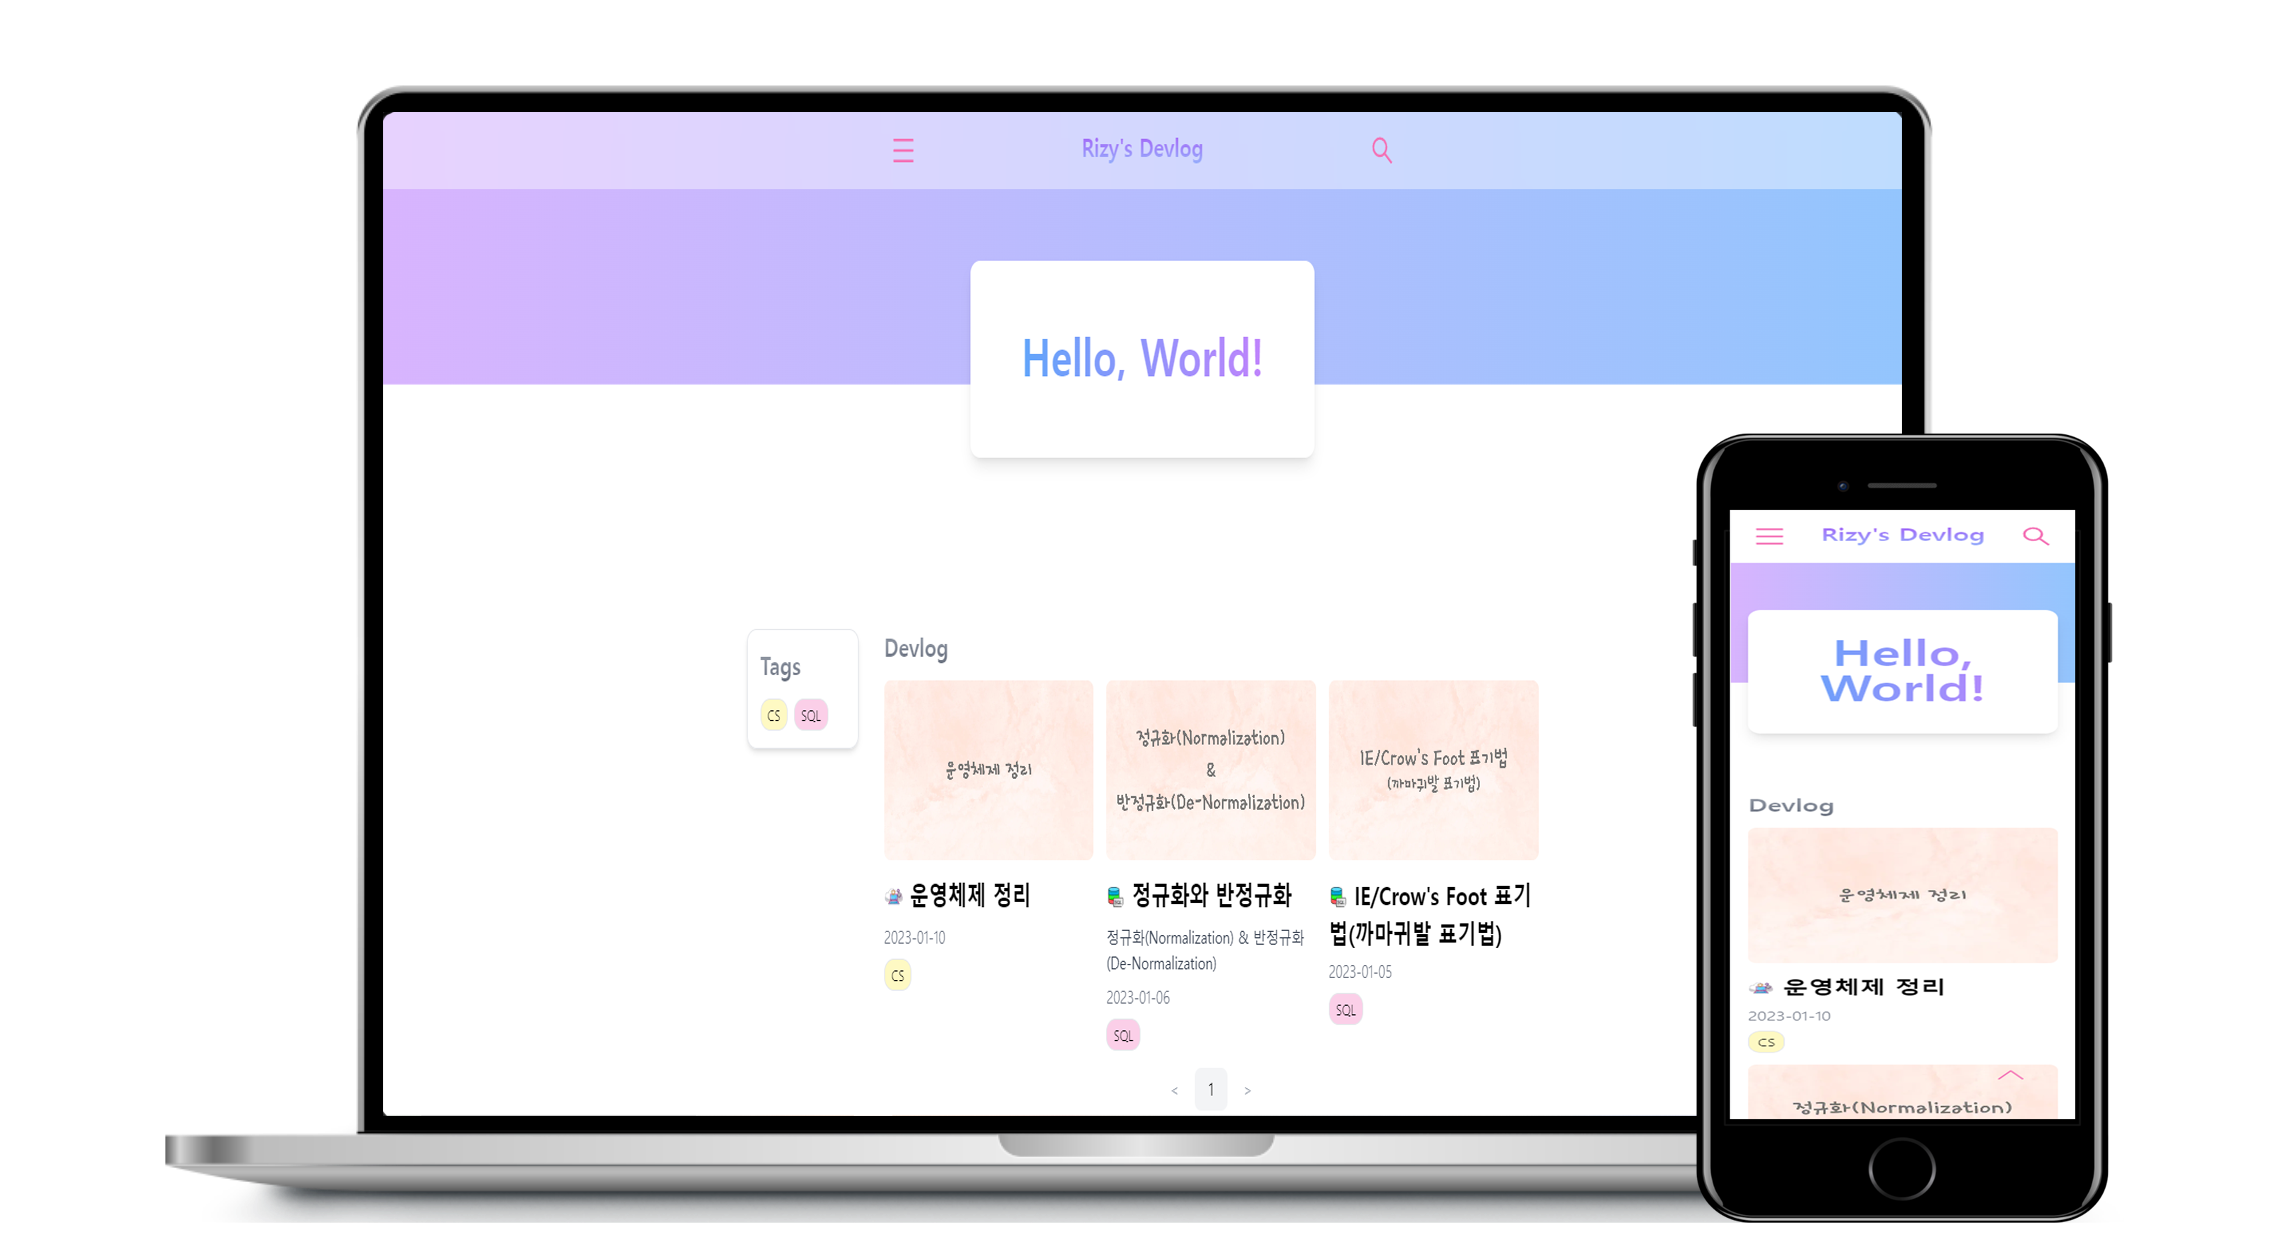 Rizy's Devlog
Hello, World!
Tags
CS SQL
Devlog
운영체제 정리
정규화(Normalization)
&
반정규화(De-Normalization)
IE/Crow's Foot 표기법
(까마귀발 표기법)
운영체제 정리
2023-01-10
CS
정규화와 반정규화
정규화(Normalization) & 반정규화
(De-Normalization)
2023-01-06
SQL
IE/Crow's Foot 표기
법(까마귀발 표기법)
2023-01-05
SQL
< 1 >
Rizy's Devlog
Hello,
World!
Devlog
운영체제 정리
운영체제 정리
2023-01-10
CS
정규화(Normalization)